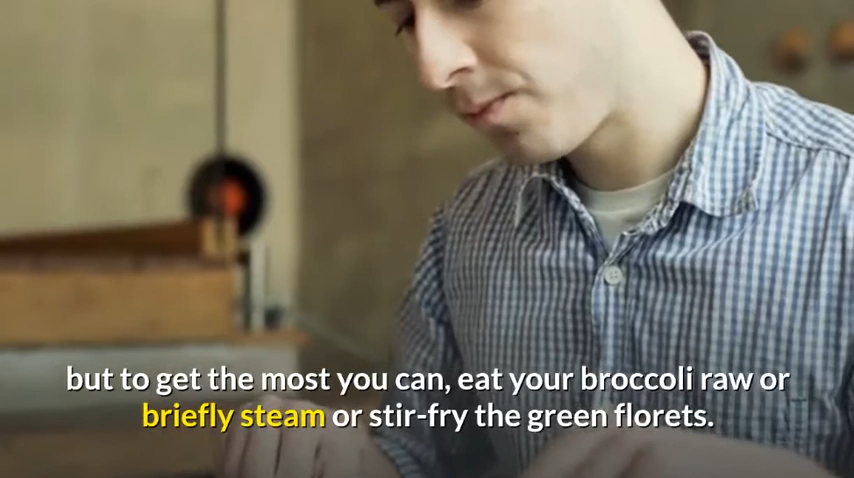 but to get the most you can, eat your broccoli raw or
briefly steam or stir-fry the green florets.